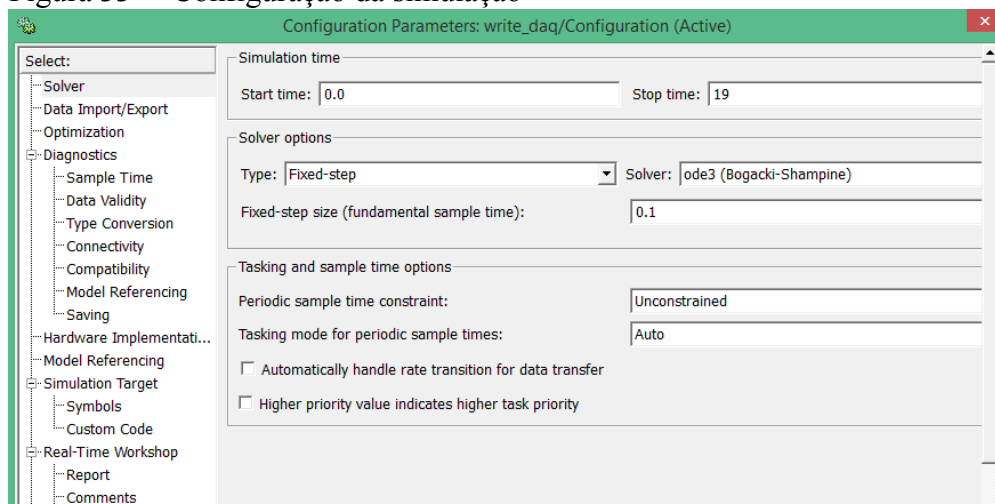 Figura 35 – Configuração da simulação
Configuration Parameters: write_daq/Configuration (Active)
Select:
Solver
Data Import/Export
Optimization
Diagnostics
Sample Time
Data Validity
Type Conversion
Connectivity
Compatibility
Model Referencing
Saving
Hardware Implementati...
Model Referencing
Simulation Target
Symbols
Custom Code
Real-Time Workshop
Report
Comments
Simulation time
Start time: 0.0 Stop time: 19
Solver options
Type: Fixed-step Solver: ode3 (Bogacki-Shampine)
Fixed-step size (fundamental sample time): 0.1
Tasking and sample time options
Periodic sample time constraint: Unconstrained
Tasking mode for periodic sample times: Auto
Automatically handle rate transition for data transfer
Higher priority value indicates higher task priority